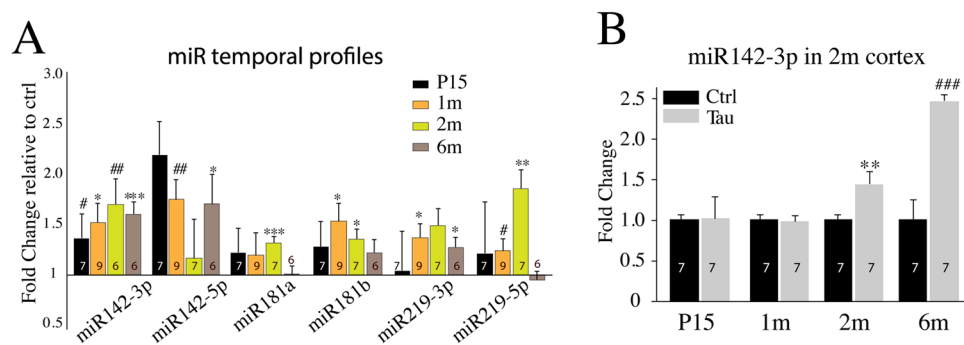 A
miR temporal profiles
Fold Change relative to ctrl
3.0
2.5
2.0
1.5
1
0.5
P15
1m
2m
6m
# * ## ***
## *
***
* *
* *
# **
7 9 6 7
7 9 7 6
7 9 7 6
7 9 7 6
7 9 7 6
7 9 7 6
miR142-3p miR142-5p miR181a miR181b miR219-3p miR219-5p
B
miR142-3p in 2m cortex
Fold Change
2.5
2.0
1.5
1.0
0.5
0
Ctrl
Tau
**
###
7 7 7 7 7 7 7 7
P15 1m 2m 6m